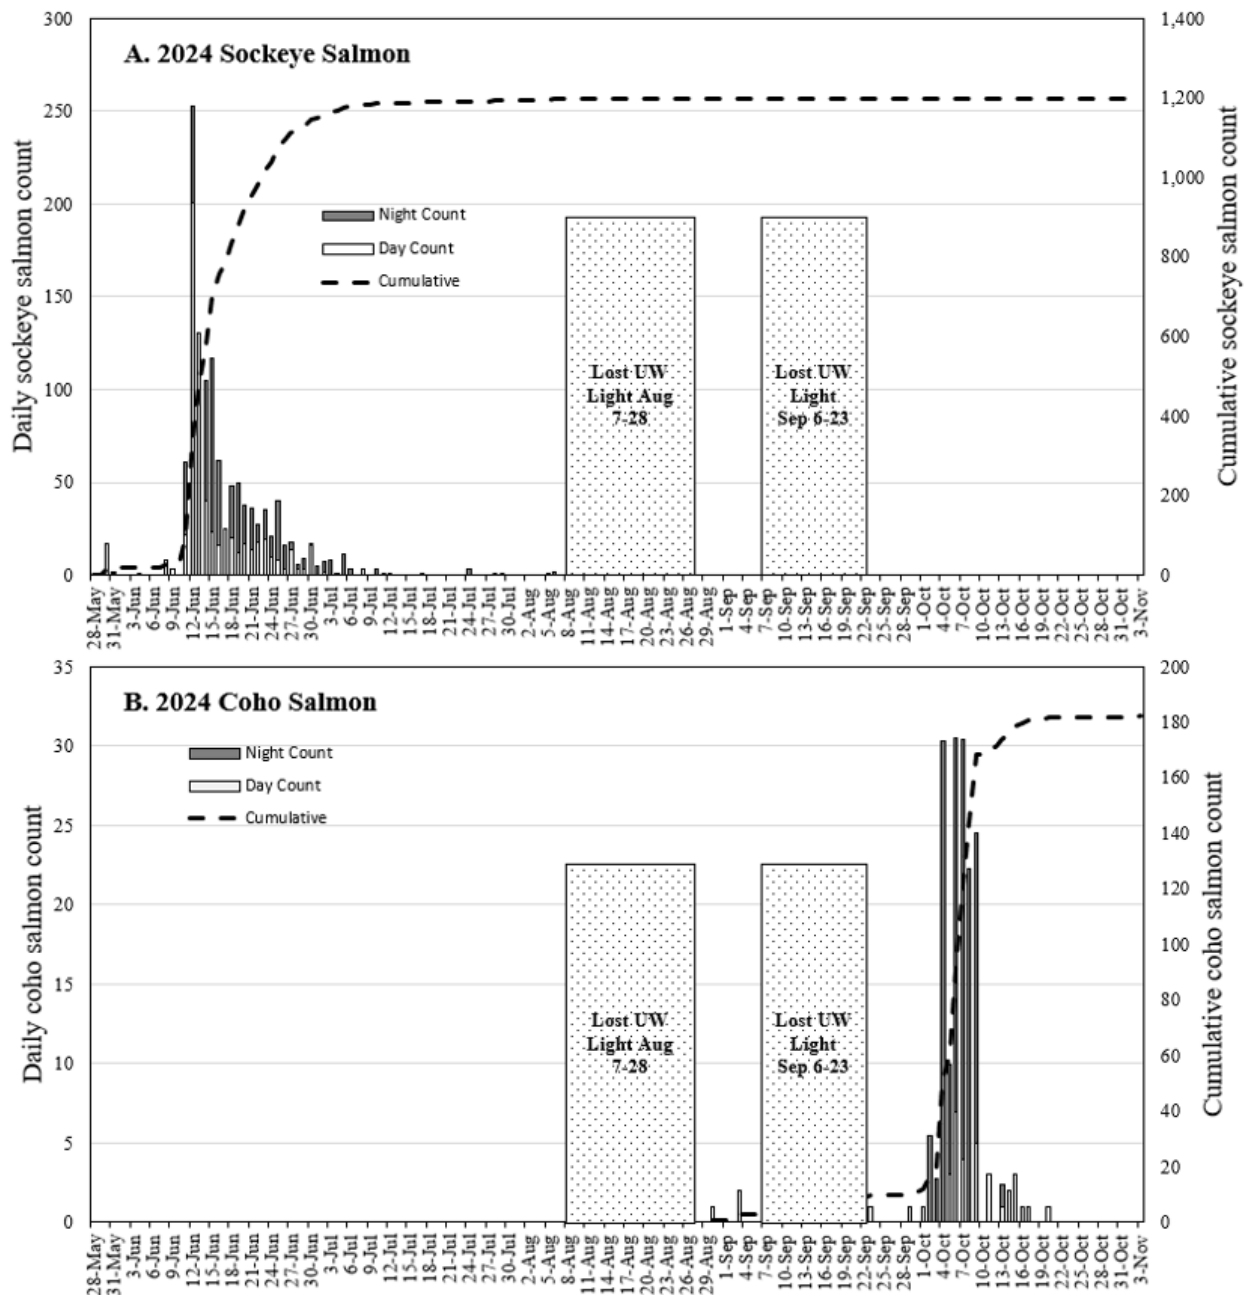 A. 2024 Sockeye Salmon
Daily sockeye salmon count
300
250
200
150
100
50
0
1,400
1,200
1,000
800
600
400
200
0
Cumulative sockeye salmon count
Night Count
Day Count
Cumulative
Lost UW
Light Aug
7-28
Lost UW
Light
Sep 6-23
28-May
31-May
3-Jun
6-Jun
9-Jun
12-Jun
15-Jun
18-Jun
21-Jun
24-Jun
27-Jun
30-Jun
3-Jul
6-Jul
9-Jul
12-Jul
15-Jul
18-Jul
21-Jul
24-Jul
27-Jul
30-Jul
2-Aug
5-Aug
8-Aug
11-Aug
14-Aug
17-Aug
20-Aug
23-Aug
26-Aug
29-Aug
1-Sep
4-Sep
7-Sep
10-Sep
13-Sep
16-Sep
19-Sep
22-Sep
25-Sep
28-Sep
1-Oct
4-Oct
7-Oct
10-Oct
13-Oct
16-Oct
19-Oct
22-Oct
25-Oct
28-Oct
31-Oct
3-Nov
B. 2024 Coho Salmon
Daily coho salmon count
35
30
25
20
15
10
5
0
200
180
160
140
120
100
80
60
40
20
0
Cumulative coho salmon count
Night Count
Day Count
Cumulative
Lost UW
Light Aug
7-28
Lost UW
Light
Sep 6-23
28-May
31-May
3-Jun
6-Jun
9-Jun
12-Jun
15-Jun
18-Jun
21-Jun
24-Jun
27-Jun
30-Jun
3-Jul
6-Jul
9-Jul
12-Jul
15-Jul
18-Jul
21-Jul
24-Jul
27-Jul
30-Jul
2-Aug
5-Aug
8-Aug
11-Aug
14-Aug
17-Aug
20-Aug
23-Aug
26-Aug
29-Aug
1-Sep
4-Sep
7-Sep
10-Sep
13-Sep
16-Sep
19-Sep
22-Sep
25-Sep
28-Sep
1-Oct
4-Oct
7-Oct
10-Oct
13-Oct
16-Oct
19-Oct
22-Oct
25-Oct
28-Oct
31-Oct
3-Nov